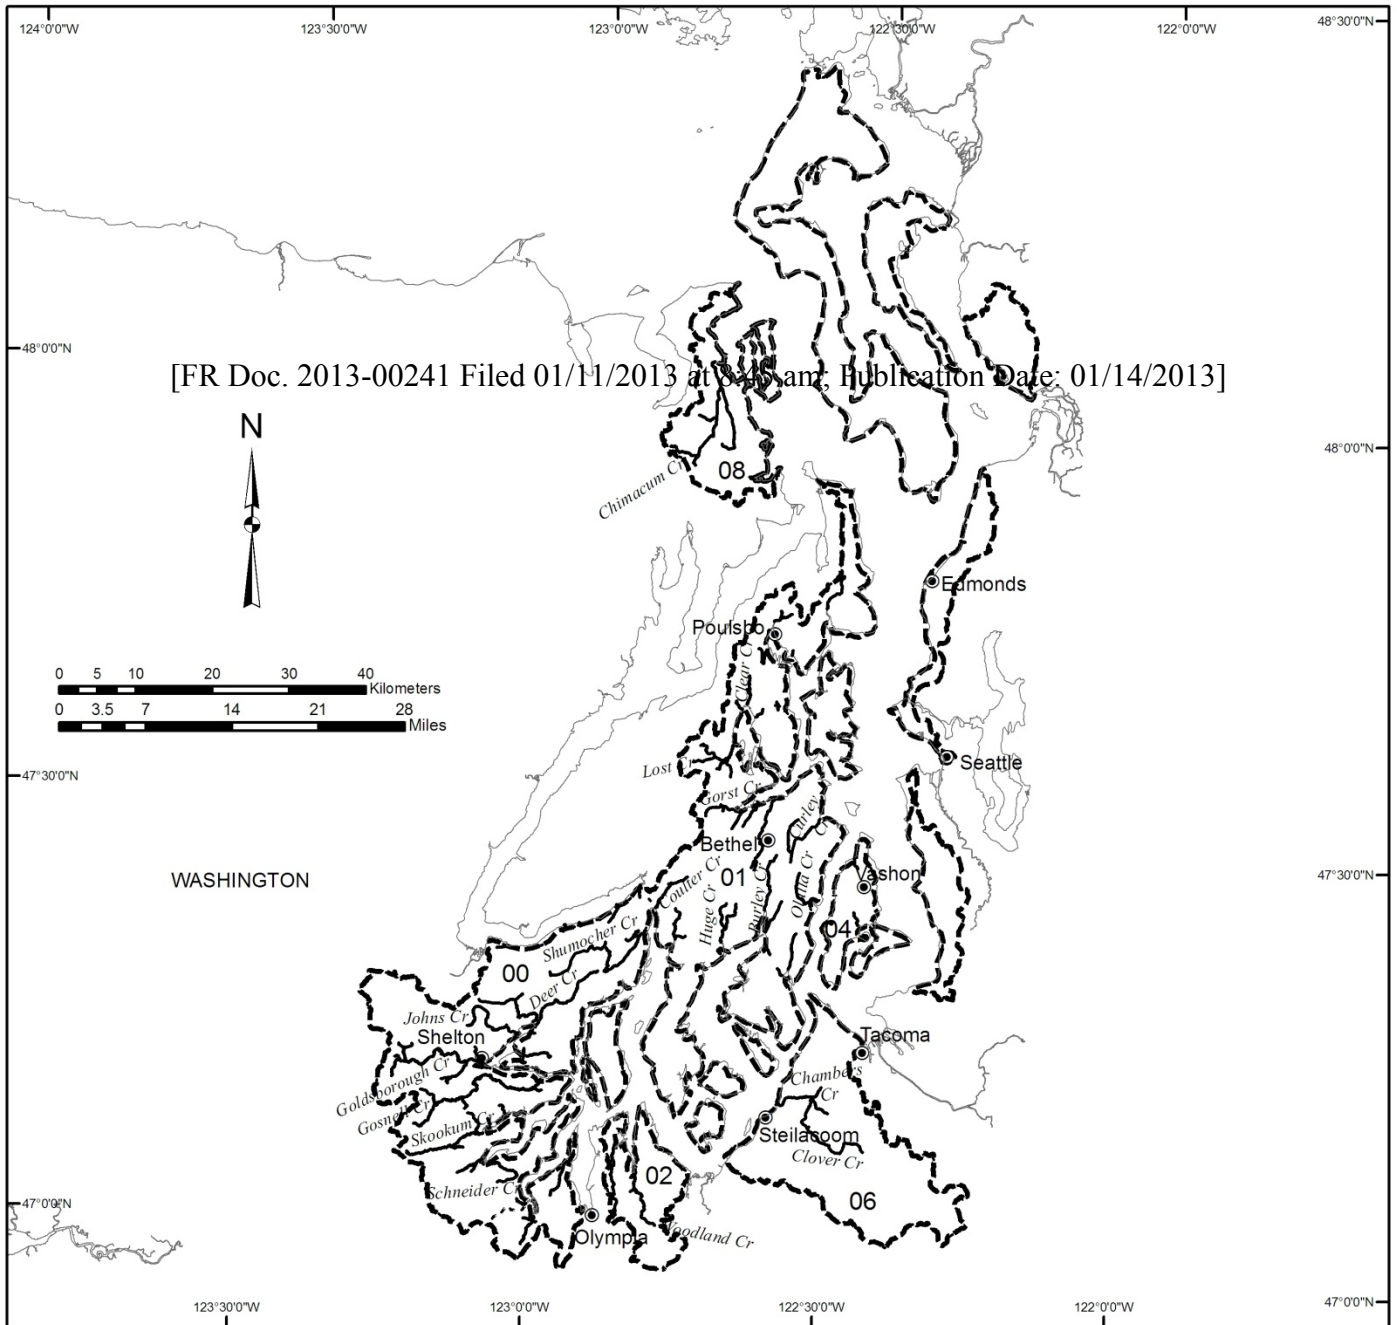 124°0'0"W 123°30'0"W 123°0'0"W 122°30'0"W 122°0'0"W 48°30'0"N
48°0'0"N
[FR Doc. 2013-00241 Filed 01/11/2013 at 8:45 am; Publication Date: 01/14/2013]
N
48°0'0"N
08
Chimacum Cr
Edmonds
Poulsbo
Clear Cr
0 5 10 20 30 40
Kilometers
0 3.5 7 14 21 28
Miles
Seattle
Lost Cr
47°30'0"N
Gorst Cr
Curley Cr
Bethel
WASHINGTON
01
Coulter Cr
Huge Cr
Burley Cr
Olalla Cr
Vashon
47°30'0"N
04
Shumocher Cr
00
Deer Cr
Johns Cr
Shelton
Tacoma
Goldsborough Cr
Chambers
Cr
Gosnell Cr
Skookum Cr
Steilacoom
Clover Cr
02
Schneider Cr
06
47°0'0"N
Olympia
Woodland Cr
47°0'0"N
123°30'0"W 123°0'0"W 122°30'0"W 122°0'0"W